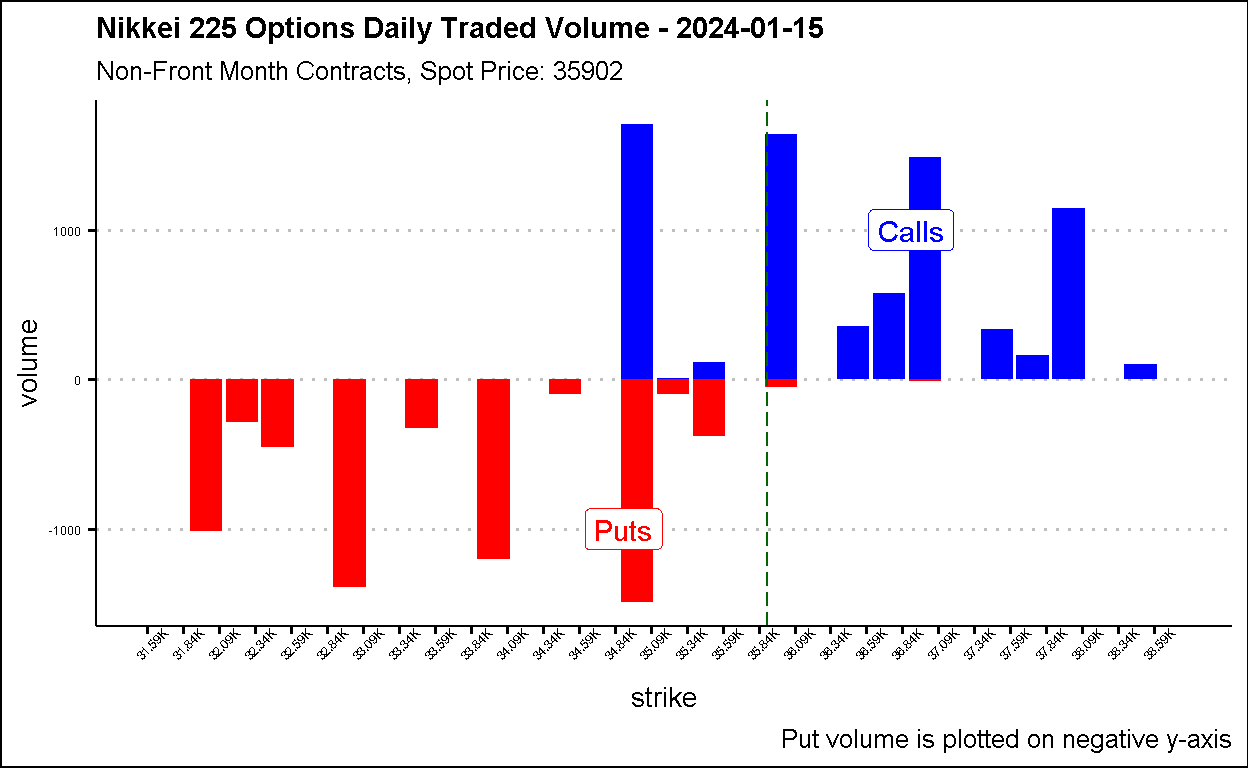 Nikkei 225 Options Daily Traded Volume - 2024-01-15
Non-Front Month Contracts, Spot Price: 35902
1000
0
-1000
volume
Calls
Puts
31.59K
31.84K
32.09K
32.34K
32.59K
32.84K
33.09K
33.34K
33.59K
33.84K
34.09K
34.34K
34.59K
34.84K
35.09K
35.34K
35.59K
35.84K
36.09K
36.34K
36.59K
36.84K
37.09K
37.34K
37.59K
37.84K
38.09K
38.34K
38.59K
strike
Put volume is plotted on negative y-axis